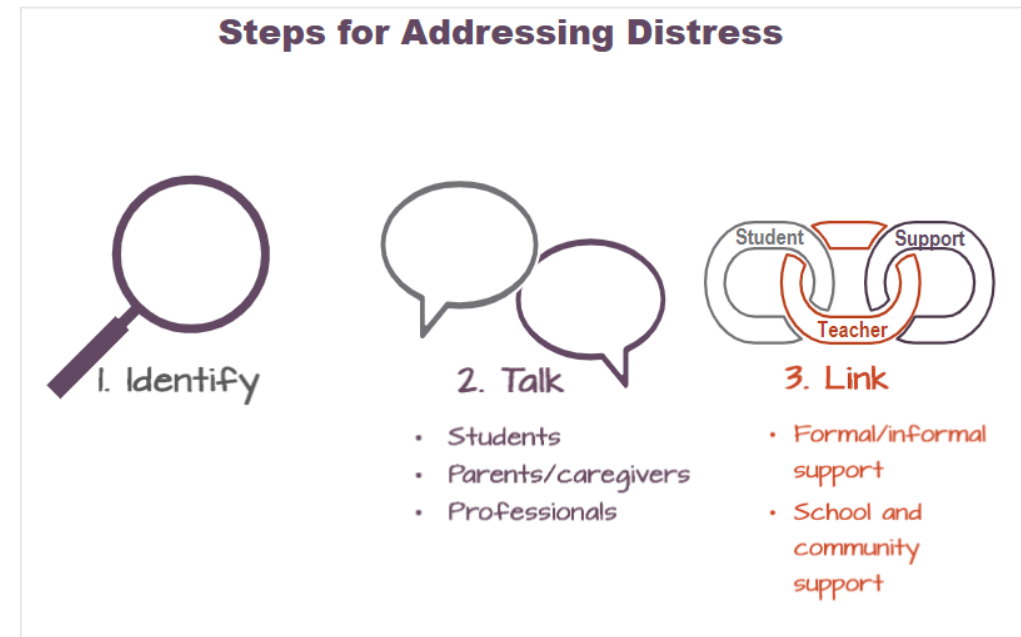 Steps for Addressing Distress
1. Identify
2. Talk
• Students
• Parents/caregivers
• Professionals
Student
Support
Teacher
3. Link
• Formal/informal
support
• School and
community
support